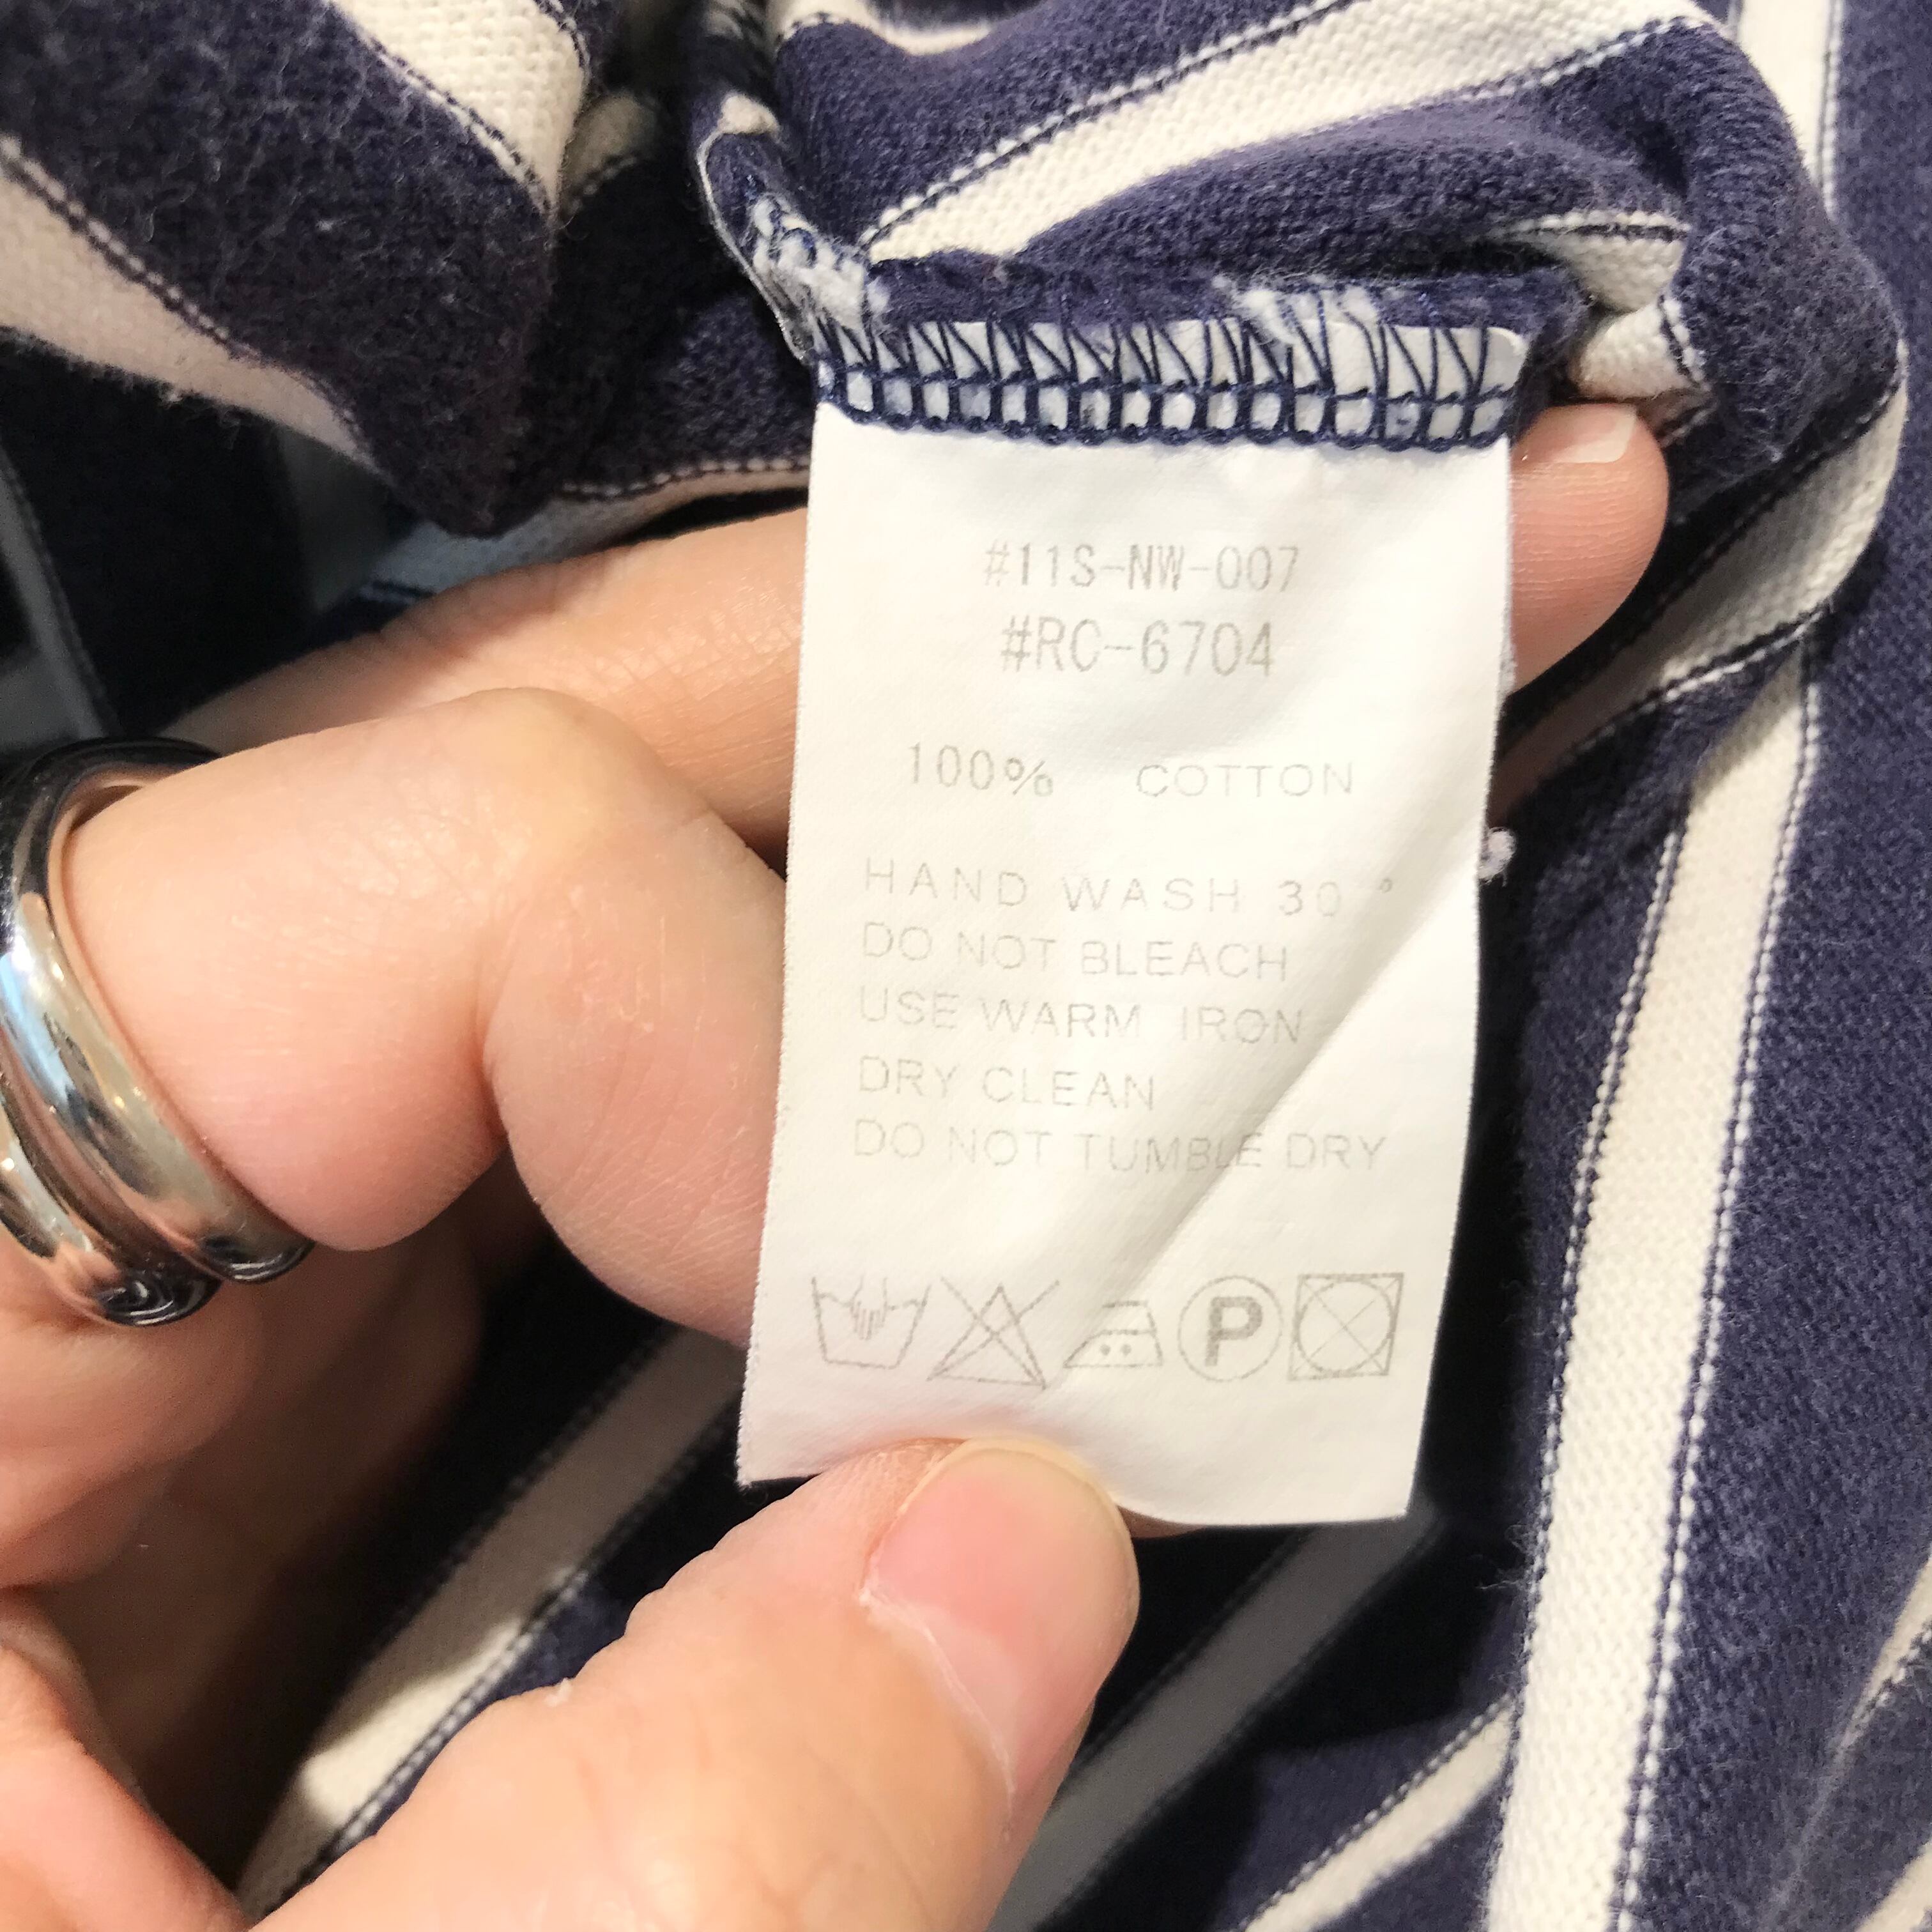 #11S-NW-007
#RC-6704
100% COTTON
HAND WASH 30°
DO NOT BLEACH
USE WARM IRON
DRY CLEAN
DO NOT TUMBLE DRY
P